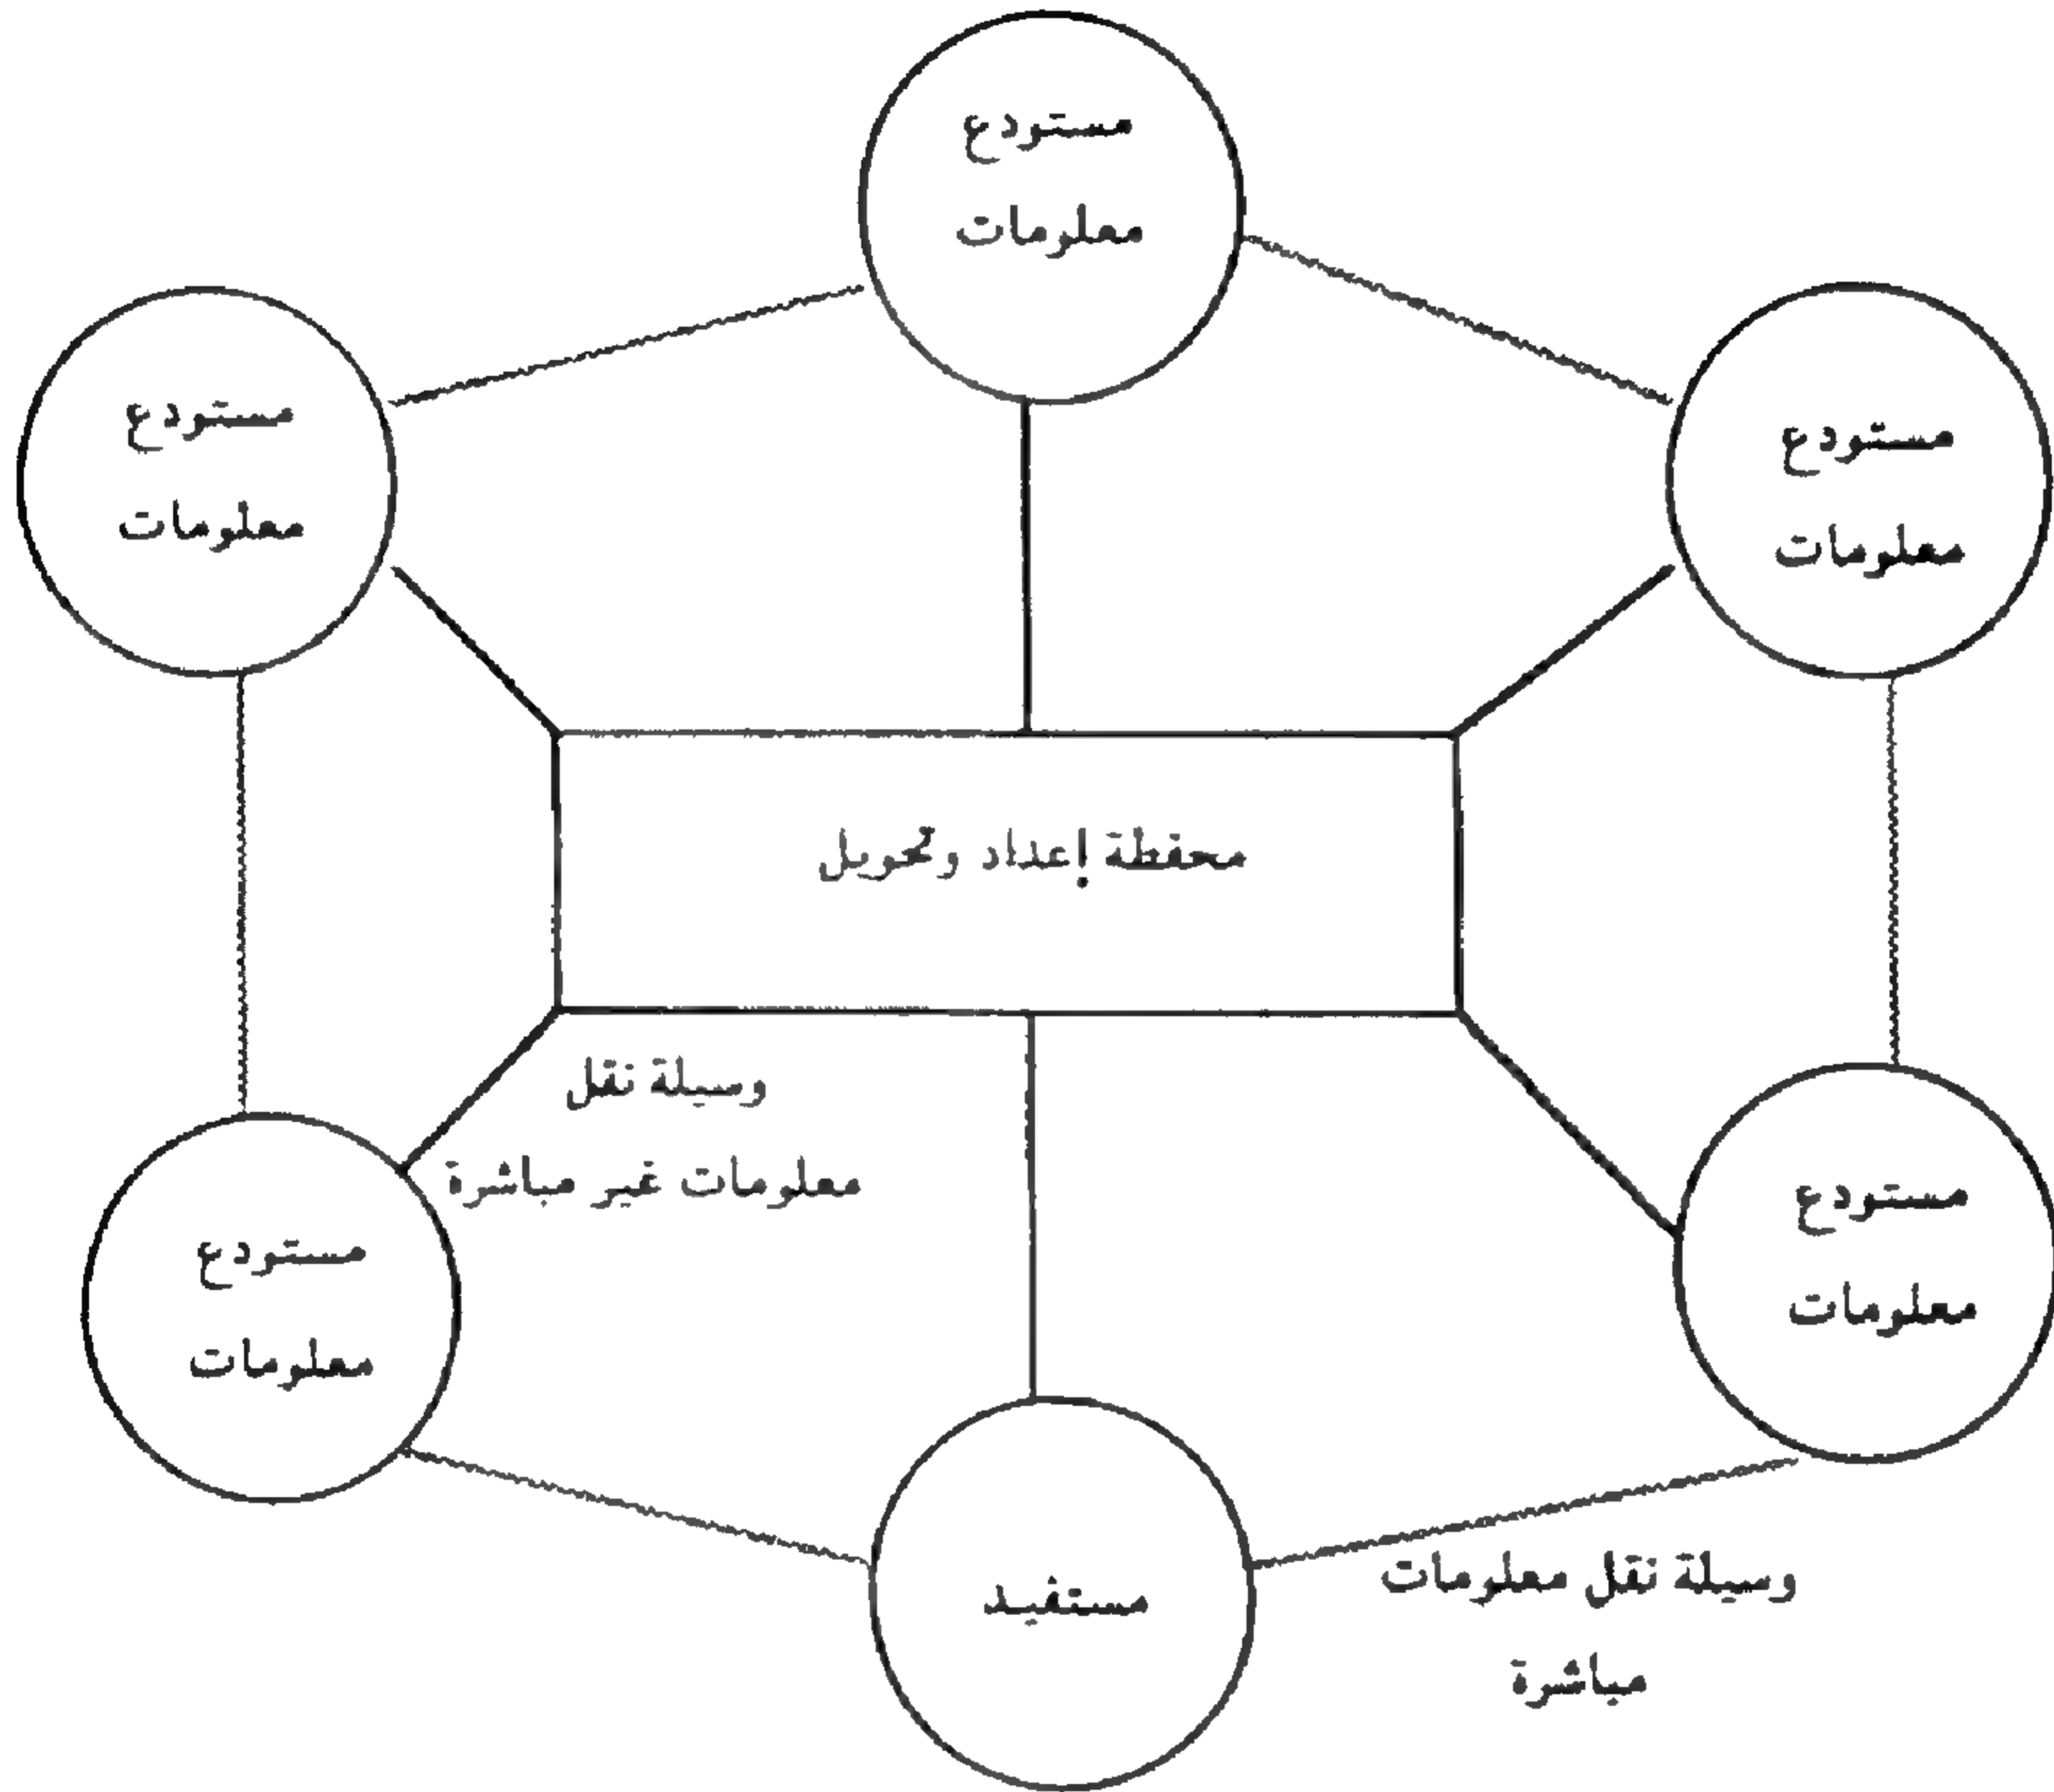 مستودع
معلومات
مستودع
معلومات
مستودع
معلومات
محفظة إعداد وتحويل
وسيلة نقل
معلومات غير مباشرة
مستودع
معلومات
مستودع
معلومات
مستفيد
وسيلة نقل معلومات
مباشرة